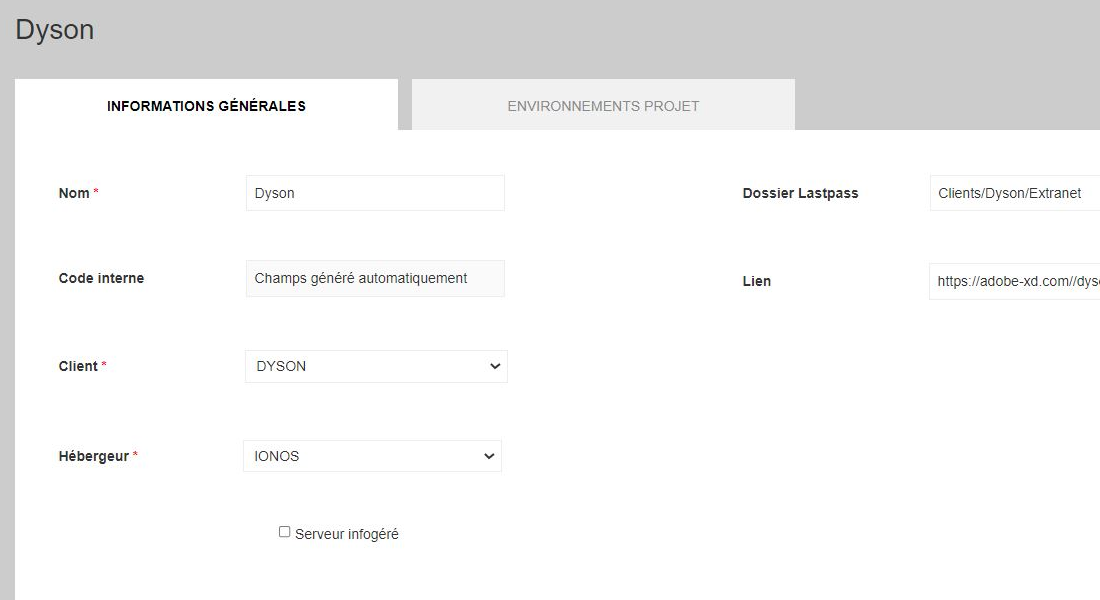 Dyson
INFORMATIONS GÉNÉRALES
ENVIRONNEMENTS PROJET
Nom *
Dyson
Dossier Lastpass
Clients/Dyson/Extranet
Code interne
Champs généré automatiquement
Lien
https://adobe-xd.com//dys
Client *
DYSON
Hébergeur *
IONOS
Serveur infogéré